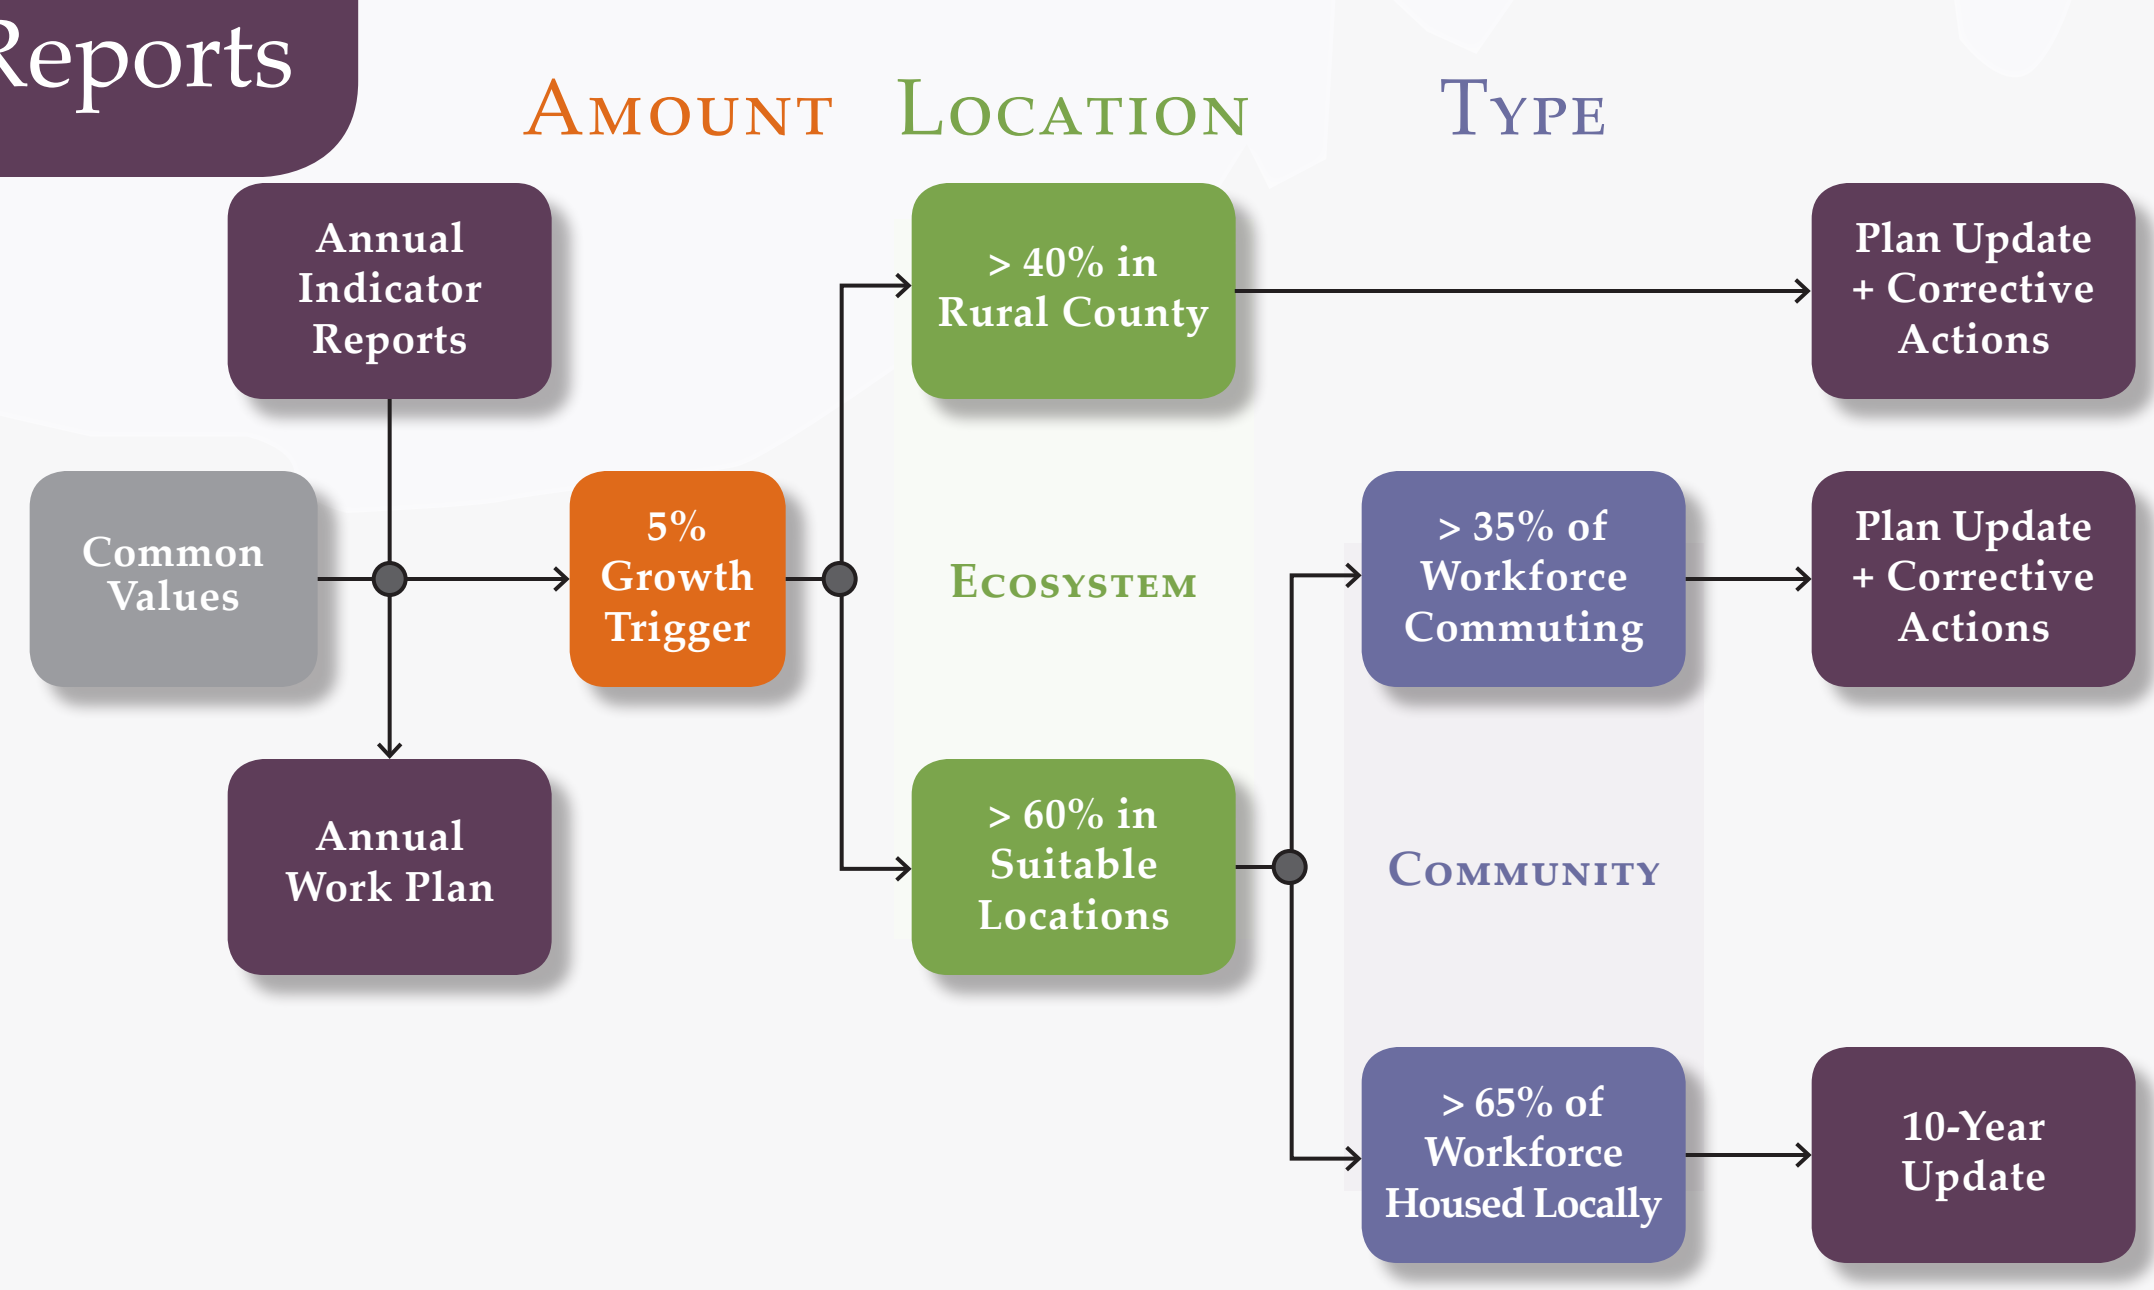 Reports
AMOUNT
LOCATION
TYPE
Annual
Indicator
Reports
> 40% in
Rural County
Plan Update
+ Corrective
Actions
Common
Values
5%
Growth
Trigger
ECOSYSTEM
> 35% of
Workforce
Commuting
Plan Update
+ Corrective
Actions
Annual
Work Plan
> 60% in
Suitable
Locations
COMMUNITY
> 65% of
Workforce
Housed Locally
10-Year
Update